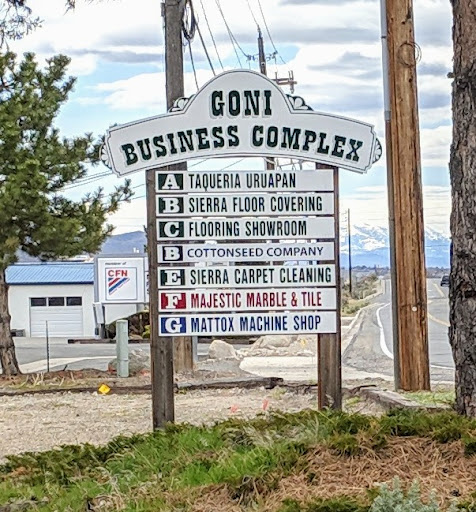 GONI
BUSINESS COMPLEX
A TAQUERIA URUAPAN
B SIERRA FLOOR COVERING
C FLOORING SHOWROOM
B COTTONSEED COMPANY
E SIERRA CARPET CLEANING
F MAJESTIC MARBLE & TILE
G MATTOX MACHINE SHOP
CFN